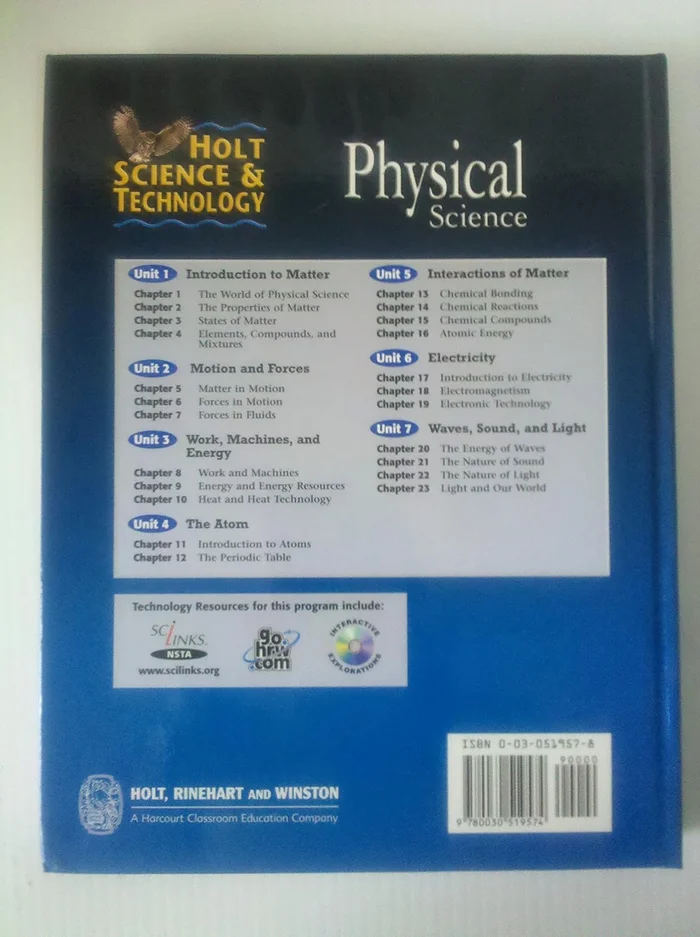 HOLT
SCIENCE &
TECHNOLOGY
Physical
Science
Unit 1 Introduction to Matter
Chapter 1 The World of Physical Science
Chapter 2 The Properties of Matter
Chapter 3 States of Matter
Chapter 4 Elements, Compounds, and
Mixtures
Unit 2 Motion and Forces
Chapter 5 Matter in Motion
Chapter 6 Forces in Motion
Chapter 7 Forces in Fluids
Unit 3 Work, Machines, and
Energy
Chapter 8 Work and Machines
Chapter 9 Energy and Energy Resources
Chapter 10 Heat and Heat Technology
Unit 4 The Atom
Chapter 11 Introduction to Atoms
Chapter 12 The Periodic Table
Unit 5 Interactions of Matter
Chapter 13 Chemical Bonding
Chapter 14 Chemical Reactions
Chapter 15 Chemical Compounds
Chapter 16 Atomic Energy
Unit 6 Electricity
Chapter 17 Introduction to Electricity
Chapter 18 Electromagnetism
Chapter 19 Electronic Technology
Unit 7 Waves, Sound, and Light
Chapter 20 The Energy of Waves
Chapter 21 The Nature of Sound
Chapter 22 The Nature of Light
Chapter 23 Light and Our World
Technology Resources for this program include:
SCiLINKS.
NSTA
www.scilinks.org
go.
hrw
.com
INTERACTIVE
EXPLORATIONS
HOLT, RINEHART AND WINSTON
A Harcourt Classroom Education Company
ISBN 0-03-051957-8
90000
9 780030 519574